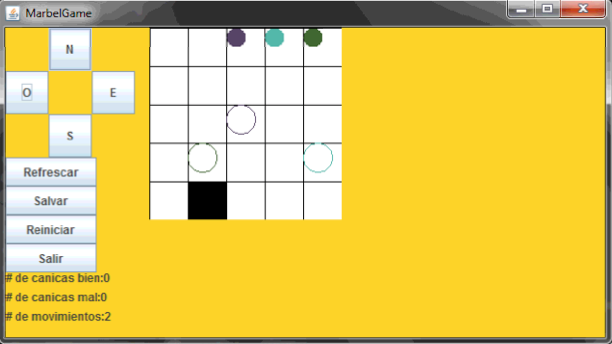 MarbelGame
N
O
E
S
Refrescar
Salvar
Reiniciar
Salir
# de canicas bien:0
# de canicas mal:0
# de movimientos:2